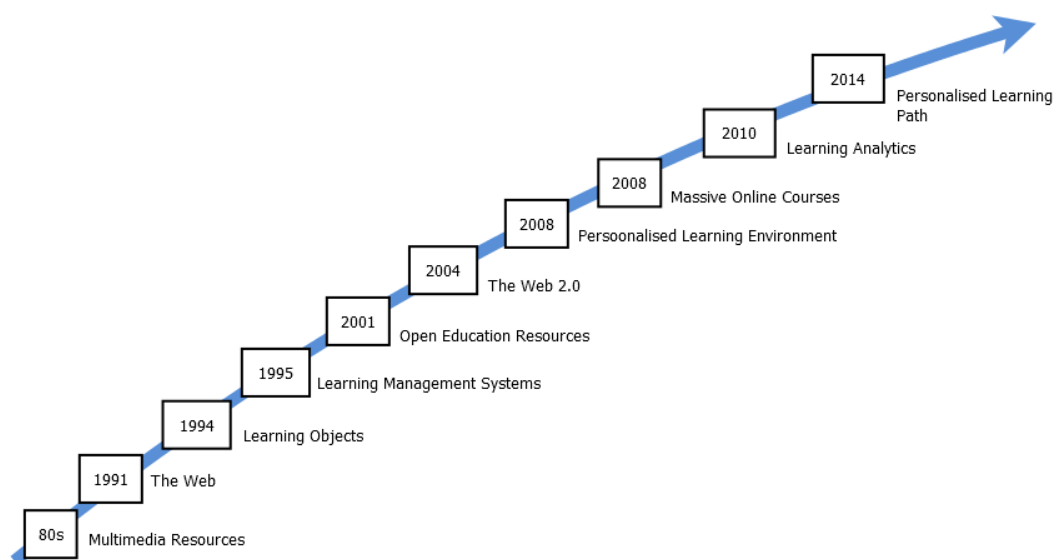 2014
Personalised Learning
Path
2010
Learning Analytics
2008
Massive Online Courses
2008
Persoonalised Learning Environment
2004
The Web 2.0
2001
Open Education Resources
1995
Learning Management Systems
1994
Learning Objects
1991
The Web
80s
Multimedia Resources